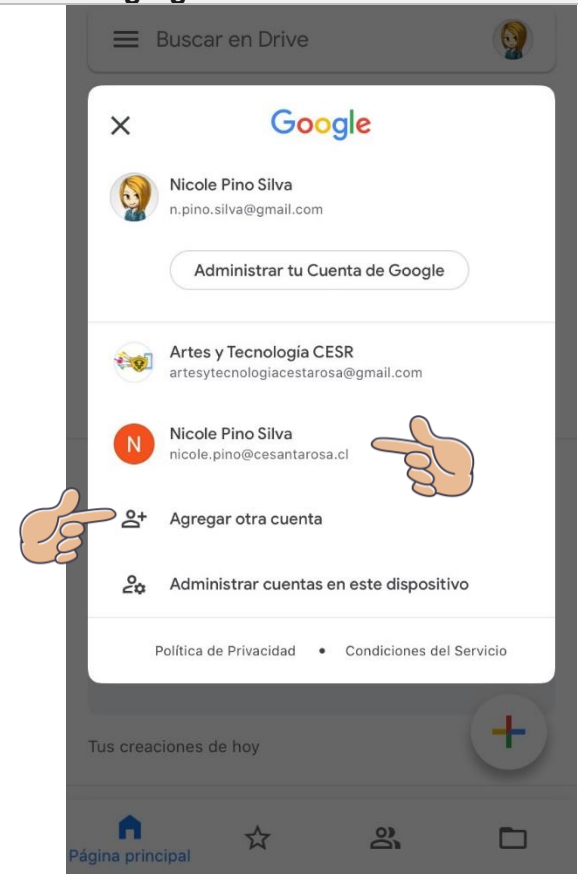 Buscar en Drive
Google
Nicole Pino Silva
n.pino.silva@gmail.com
Administrar tu Cuenta de Google
Artes y Tecnología CESR
artesytecnologiacestarosa@gmail.com
N
Nicole Pino Silva
nicole.pino@cesantarosa.cl
Agregar otra cuenta
Administrar cuentas en este dispositivo
Política de Privacidad • Condiciones del Servicio
Tus creaciones de hoy
Página principal